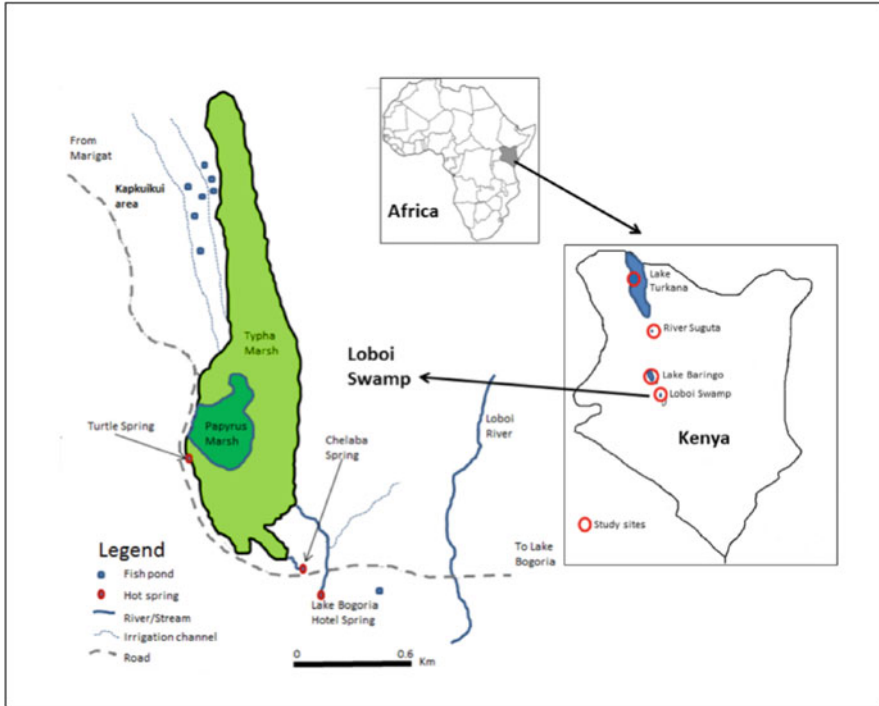 From
Marigat
Kapkuikui
area
Africa
Lake
Turkana
River Suguta
Lake Baringo
Loboi Swamp
Kenya
Study sites
Typha
Marsh
Loboi
Swamp
Papyrus
Marsh
Turtle Spring
Chelaba
Spring
Loboi
River
To Lake
Bogoria
Lake Bogoria
Hotel Spring
Legend
Fish pond
Hot spring
River/Stream
Irrigation channel
Road
0 0.6
Km